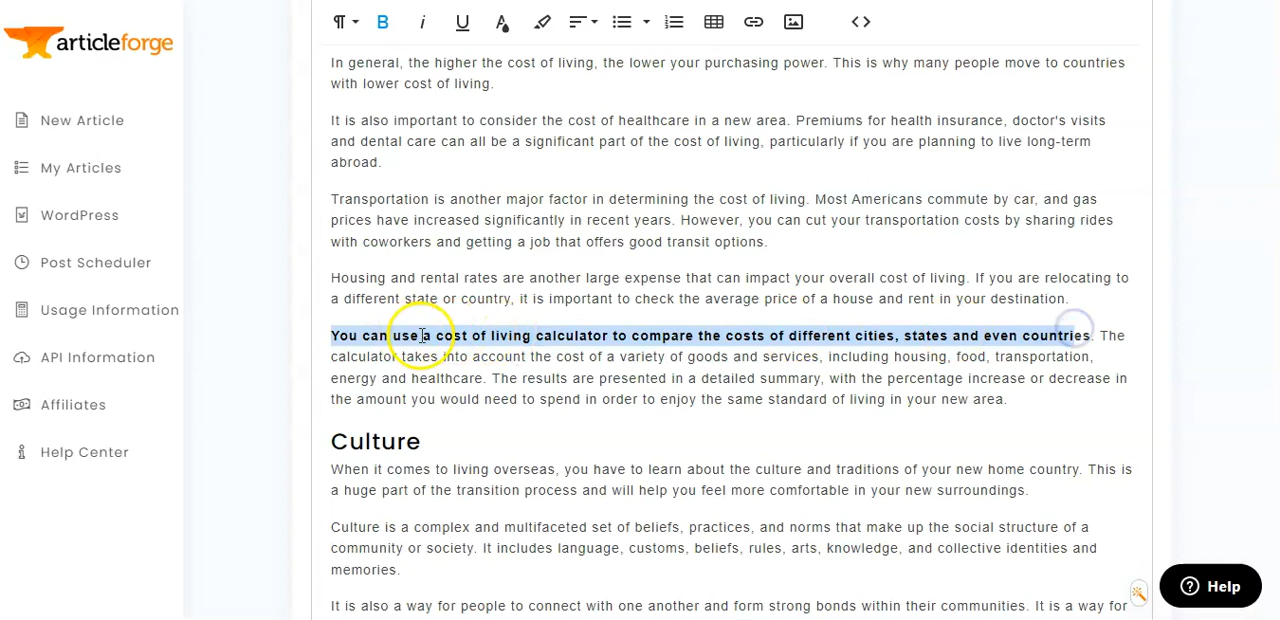 articleforge
New Article
My Articles
WordPress
Post Scheduler
Usage Information
API Information
Affiliates
Help Center
B i U
In general, the higher the cost of living, the lower your purchasing power. This is why many people move to countries
with lower cost of living.
It is also important to consider the cost of healthcare in a new area. Premiums for health insurance, doctor's visits
and dental care can all be a significant part of the cost of living, particularly if you are planning to live long-term
abroad.
Transportation is another major factor in determining the cost of living. Most Americans commute by car, and gas
prices have increased significantly in recent years. However, you can cut your transportation costs by sharing rides
with coworkers and getting a job that offers good transit options.
Housing and rental rates are another large expense that can impact your overall cost of living. If you are relocating to
a different state or country, it is important to check the average price of a house and rent in your destination.
You can use a cost of living calculator to compare the costs of different cities, states and even countries. The
calculator takes into account the cost of a variety of goods and services, including housing, food, transportation,
energy and healthcare. The results are presented in a detailed summary, with the percentage increase or decrease in
the amount you would need to spend in order to enjoy the same standard of living in your new area.
Culture
When it comes to living overseas, you have to learn about the culture and traditions of your new home country. This is
a huge part of the transition process and will help you feel more comfortable in your new surroundings.
Culture is a complex and multifaceted set of beliefs, practices, and norms that make up the social structure of a
community or society. It includes language, customs, beliefs, rules, arts, knowledge, and collective identities and
memories.
It is also a way for people to connect with one another and form strong bonds within their communities. It is a way for
Help